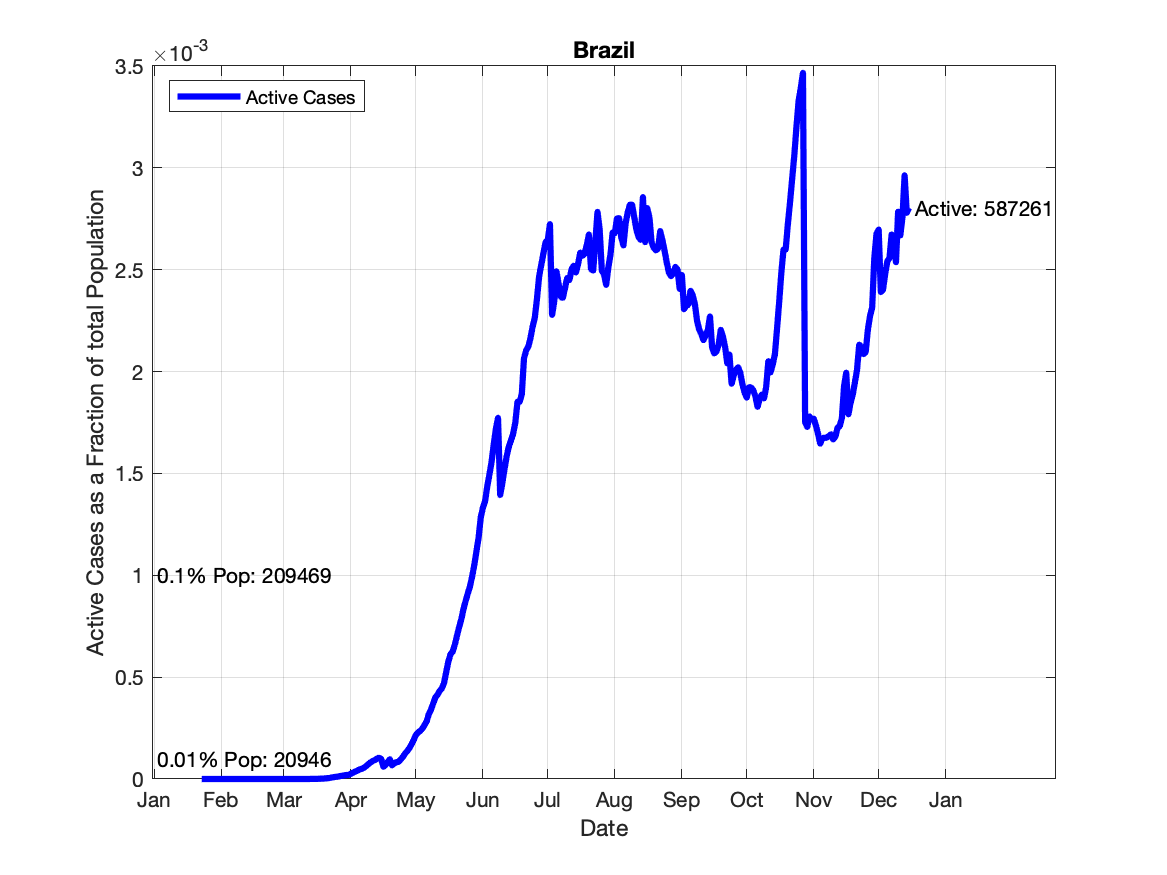 Brazil
×10-3
3.5
3
2.5
2
1.5
1
0.5
0
Active Cases
Active: 587261
0.1% Pop: 209469
0.01% Pop: 20946
Active Cases as a Fraction of total Population
Jan Feb Mar Apr May Jun Jul Aug Sep Oct Nov Dec Jan
Date